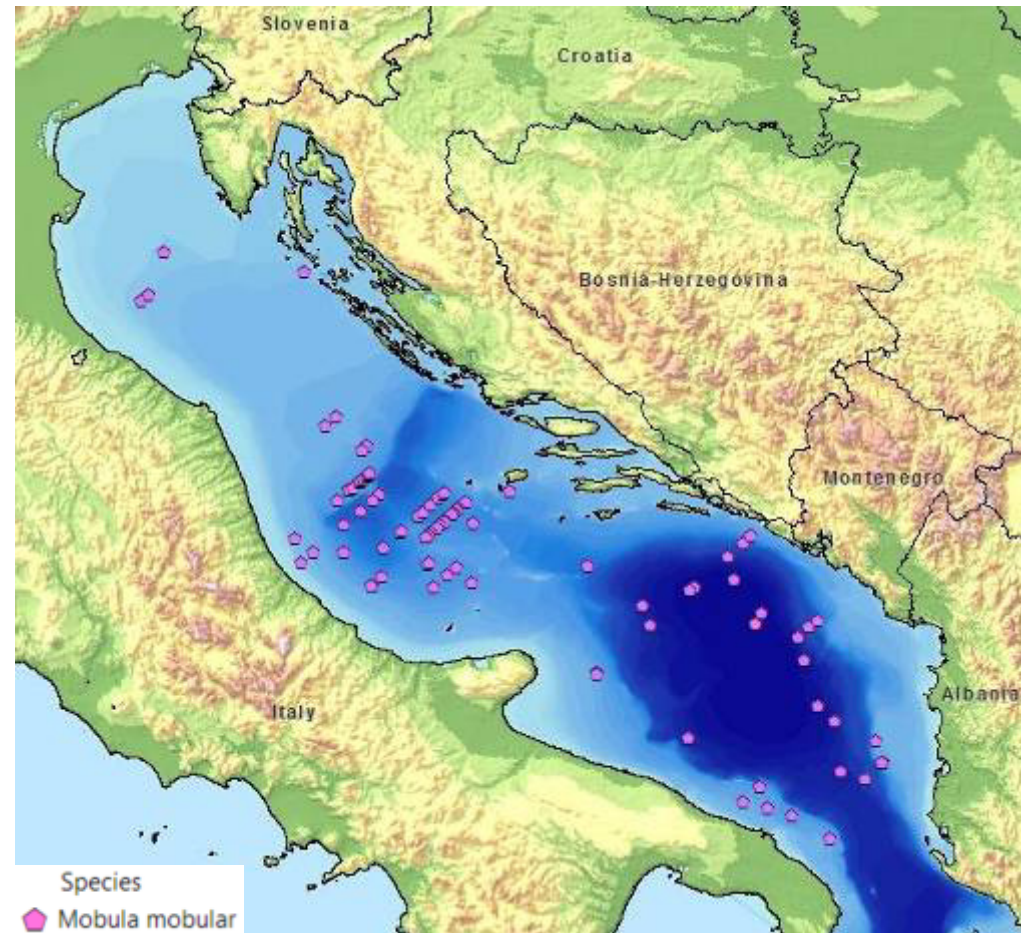 Slovenia
Croatia
Bosnia-Herzegovina
Montenegro
Albania
Italy
Species
Mobula mobular